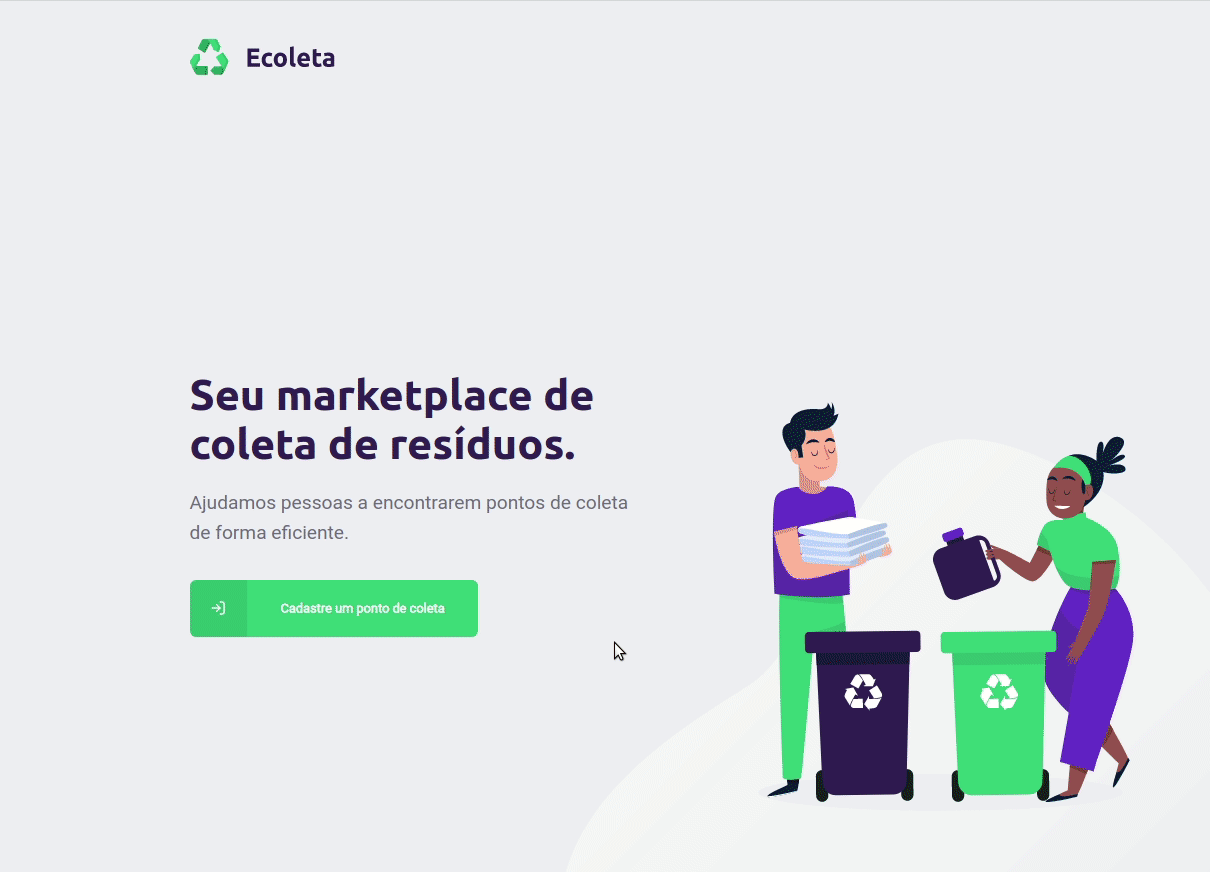 Ecoleta
Seu marketplace de
coleta de resíduos.
Ajudamos pessoas a encontrarem pontos de coleta
de forma eficiente.
Cadastre um ponto de coleta